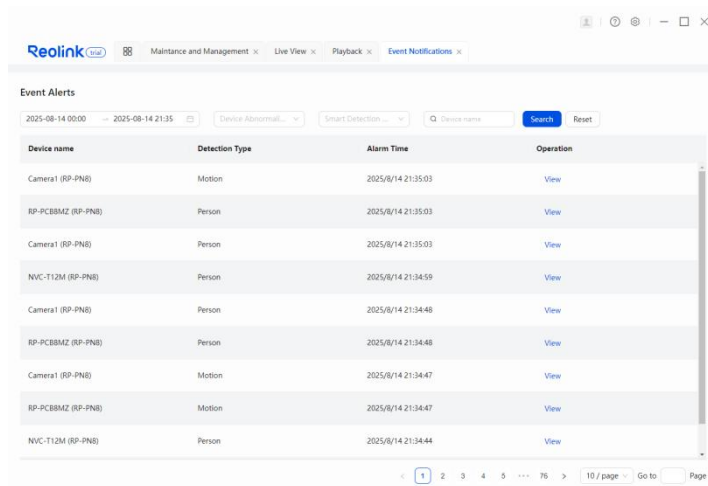 Reolink trial Maintance and Management × Live View × Playback × Event Notifications ×
Event Alerts
2025-08-14 00:00 → 2025-08-14 21:35 Device Abnormali... Smart Detection ... Device name Search Reset
Device name Detection Type Alarm Time Operation
Camera1 (RP-PN8) Motion 2025/8/14 21:35:03 View
RP-PCB8MZ (RP-PN8) Person 2025/8/14 21:35:03 View
Camera1 (RP-PN8) Person 2025/8/14 21:35:03 View
NVC-T12M (RP-PN8) Person 2025/8/14 21:34:59 View
Camera1 (RP-PN8) Person 2025/8/14 21:34:48 View
RP-PCB8MZ (RP-PN8) Person 2025/8/14 21:34:48 View
Camera1 (RP-PN8) Motion 2025/8/14 21:34:47 View
RP-PCB8MZ (RP-PN8) Motion 2025/8/14 21:34:47 View
NVC-T12M (RP-PN8) Person 2025/8/14 21:34:44 View
< 1 2 3 4 5 ••• 76 > 10 / page Go to Page